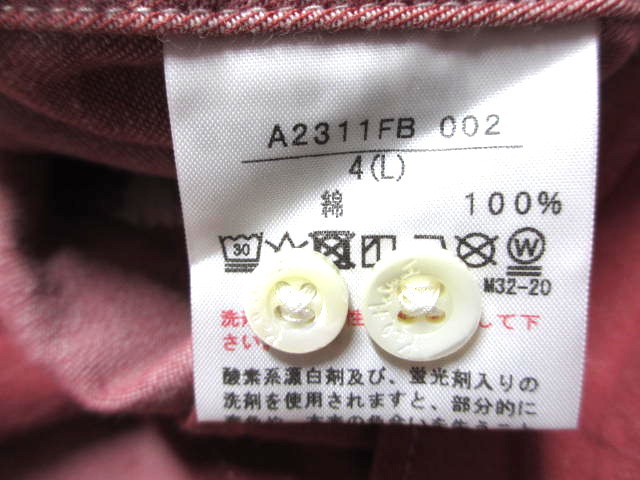 A2311FB 002
4(L)
綿 100%
30 W
M32-20
洗 性 して下
さい
酸素系漂白剤及び、蛍光剤入りの
洗剤を使用されますと、部分的に